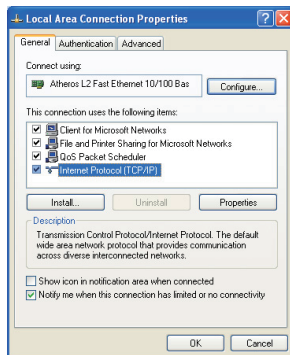 Local Area Connection Properties
General Authentication Advanced
Connect using:
Atheros L2 Fast Ethernet 10/100 Bas
Configure...
This connection uses the following items:
Client for Microsoft Networks
File and Printer Sharing for Microsoft Networks
QoS Packet Scheduler
Internet Protocol (TCP/IP)
Install... Uninstall Properties
Description
Transmission Control Protocol/Internet Protocol. The default
wide area network protocol that provides communication
across diverse interconnected networks.
Show icon in notification area when connected
Notify me when this connection has limited or no connectivity
OK Cancel